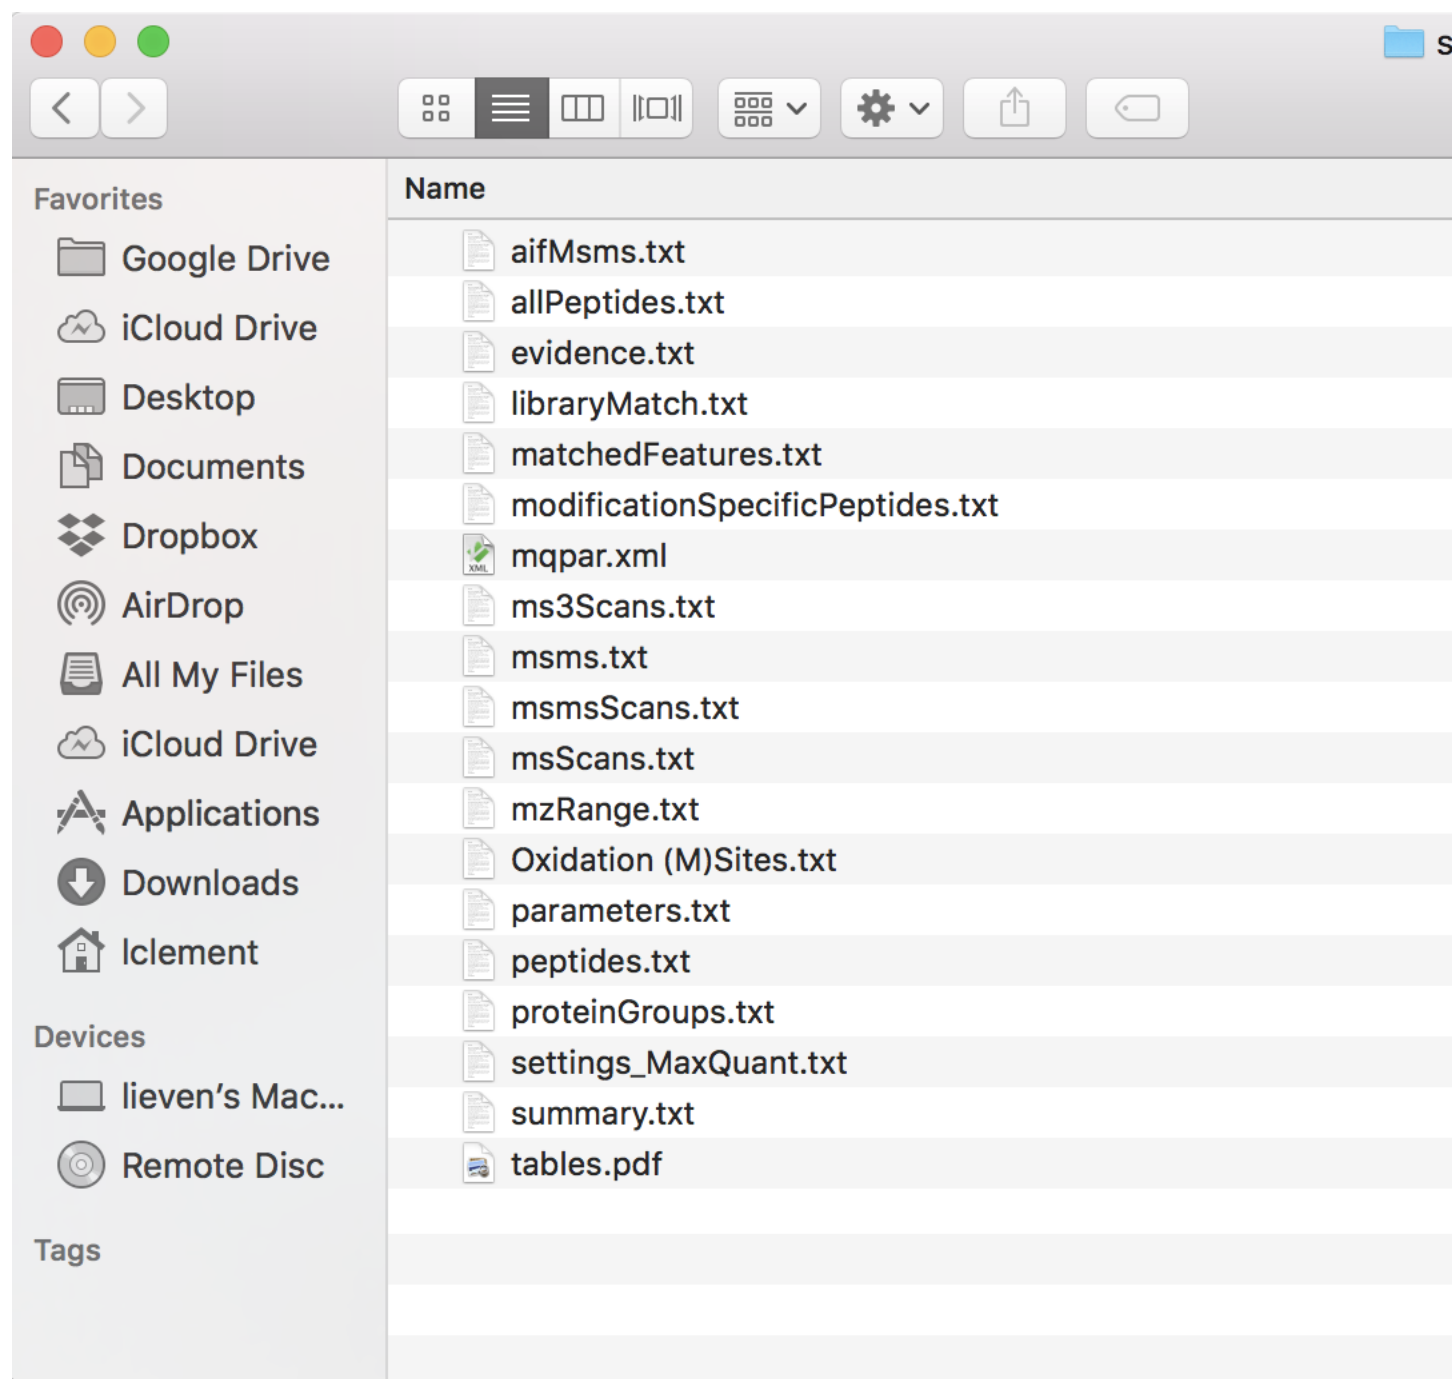 s
Favorites
Google Drive
iCloud Drive
Desktop
Documents
Dropbox
AirDrop
All My Files
iCloud Drive
Applications
Downloads
lclement
Devices
lieven's Mac...
Remote Disc
Tags
Name
aifMsms.txt
allPeptides.txt
evidence.txt
libraryMatch.txt
matchedFeatures.txt
modificationSpecificPeptides.txt
XML
mqpar.xml
ms3Scans.txt
msms.txt
msmsScans.txt
msScans.txt
mzRange.txt
Oxidation (M)Sites.txt
parameters.txt
peptides.txt
proteinGroups.txt
settings_MaxQuant.txt
summary.txt
tables.pdf